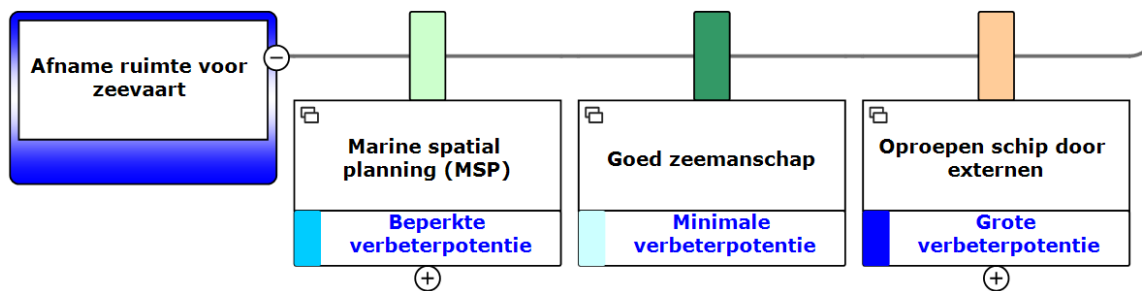 Afname ruimte voor
zeevaart
Marine spatial
planning (MSP)
Beperkte
verbeterpotentie
Goed zeemanschap
Minimale
verbeterpotentie
Oproepen schip door
externen
Grote
verbeterpotentie